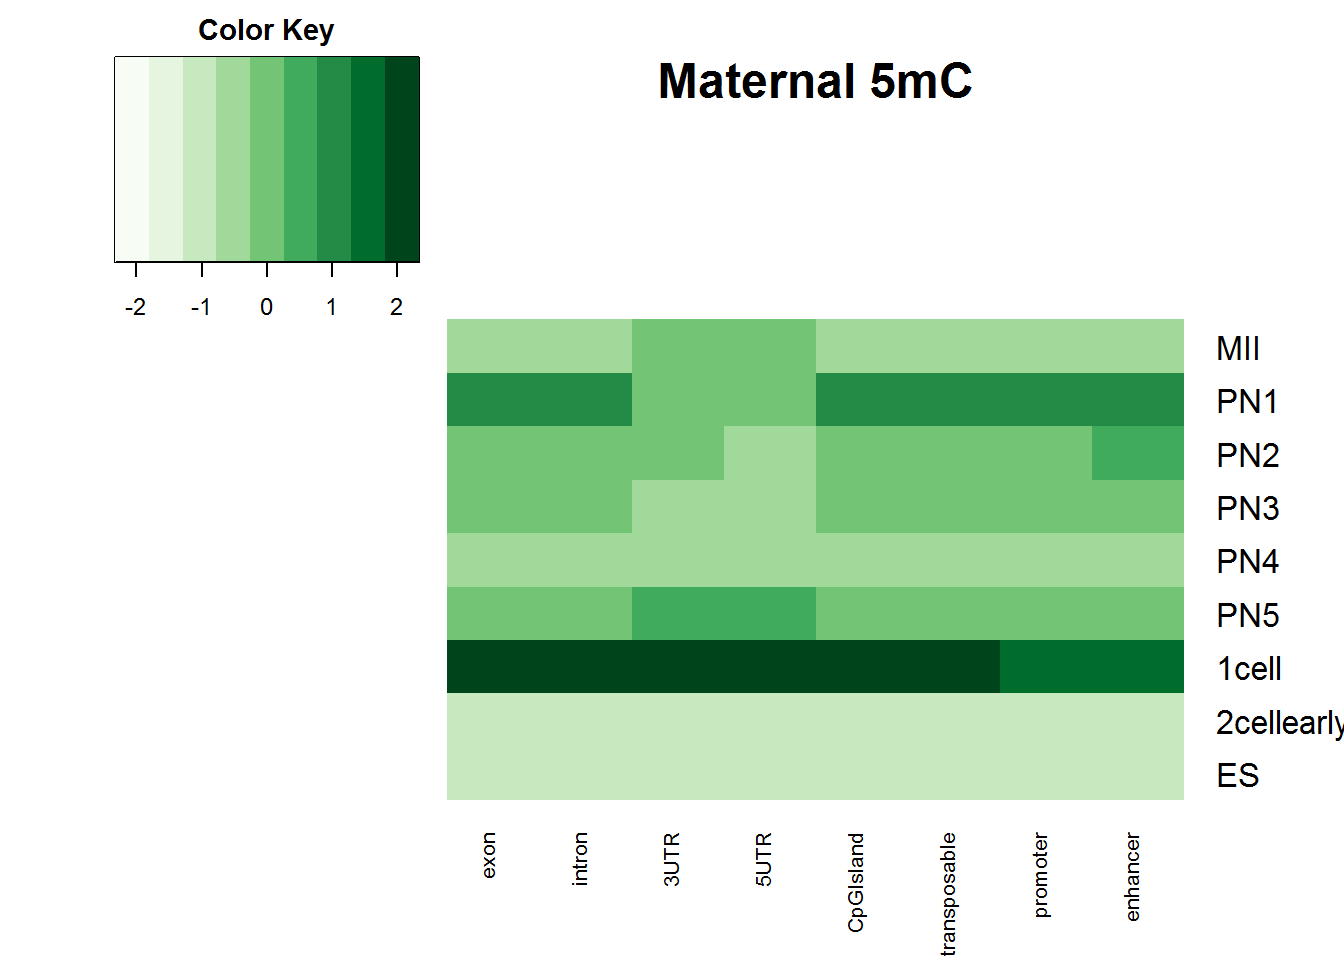 Color Key
Maternal 5mC
-2 -1 0 1 2
MII
PN1
PN2
PN3
PN4
PN5
1cell
2cellearly
ES
exon
intron
3UTR
5UTR
CpGIsland
transposable
promoter
enhancer